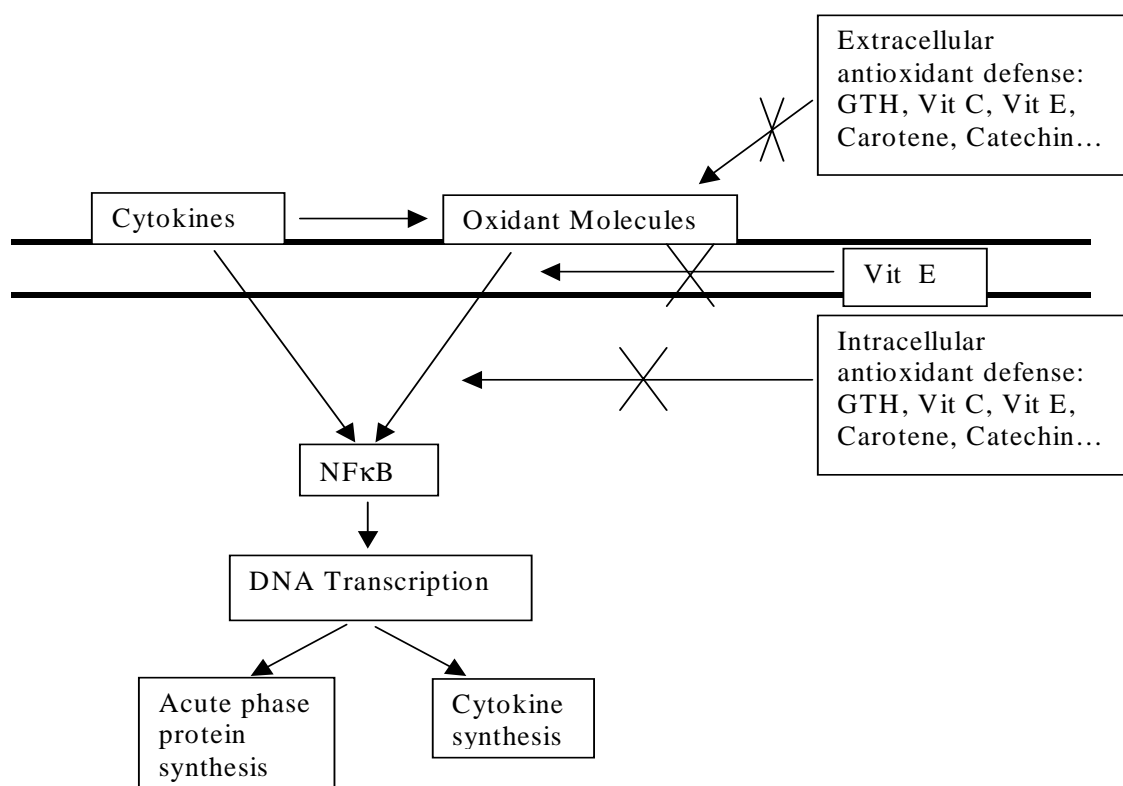 Extracellular
antioxidant defense:
GTH, Vit C, Vit E,
Carotene, Catechin…
Cytokines
Oxidant Molecules
Vit E
Intracellular
antioxidant defense:
GTH, Vit C, Vit E,
Carotene, Catechin…
NFκB
DNA Transcription
Acute phase
protein
synthesis
Cytokine
synthesis